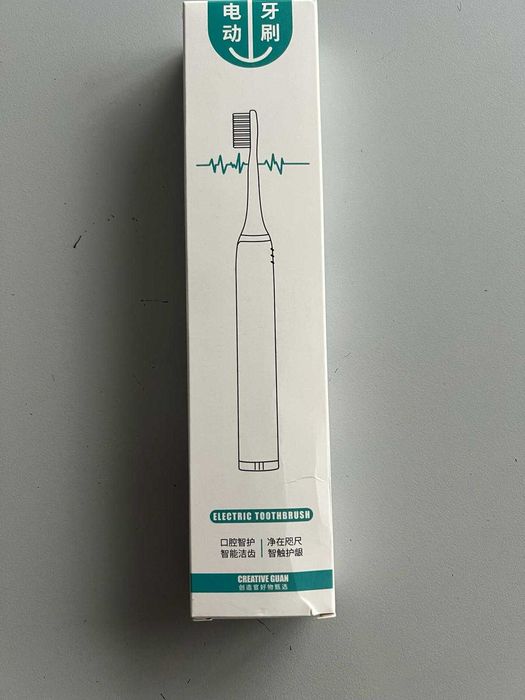 电动
牙刷
ELECTRIC TOOTHBRUSH
口腔智护 净在咫尺
智能洁齿 智触护龈
CREATIVE GUAN
创造官好物甄选